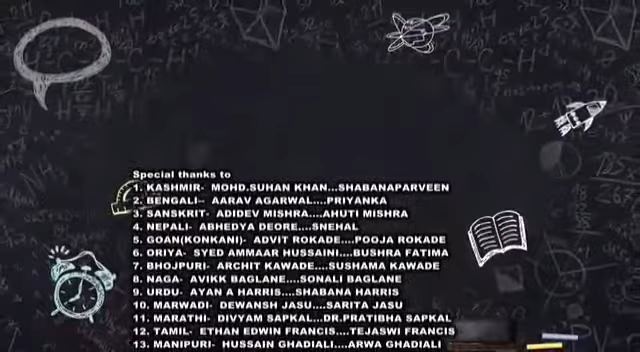 Special thanks to
1. KASHMIR- MOHD.SUHAN KHAN...SHABANAPARVEEN
2. BENGALI-- AARAV AGARWAL....PRIYANKA
3. SANSKRIT- ADIDEV MISHRA....AHUTI MISHRA
4. NEPALI- ABHEDYA DEORE....SNEHAL
5. GOAN(KONKANI)- ADVIT ROKADE....POOJA ROKADE
6. ORIYA- SYED AMMAAR HUSSAINI....BUSHRA FATIMA
7. BHOJPURI- ARCHIT KAWADE....SUSHAMA KAWADE
8. NAGA- AVIKK BAGLANE....SONALI BAGLANE
9. URDU- AYAN A HARRIS....SHABANA HARRIS
10. MARWADI- DEWANSH JASU....SARITA JASU
11. MARATHI- DIVYAM SAPKAL...DR.PRATIBHA SAPKAL
12. TAMIL- ETHAN EDWIN FRANCIS....TEJASWI FRANCIS
13. MANIPURI- HUSSAIN GHADIALI....ARWA GHADIALI